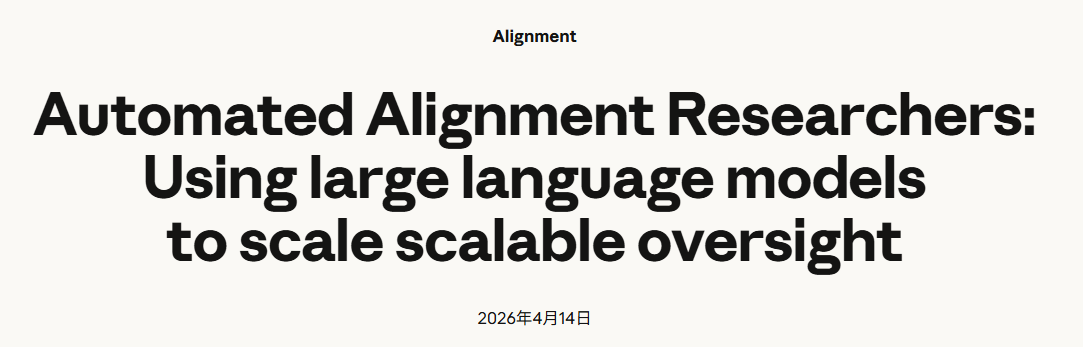 Alignment
Automated Alignment Researchers:
Using large language models
to scale scalable oversight
2026年4月14日